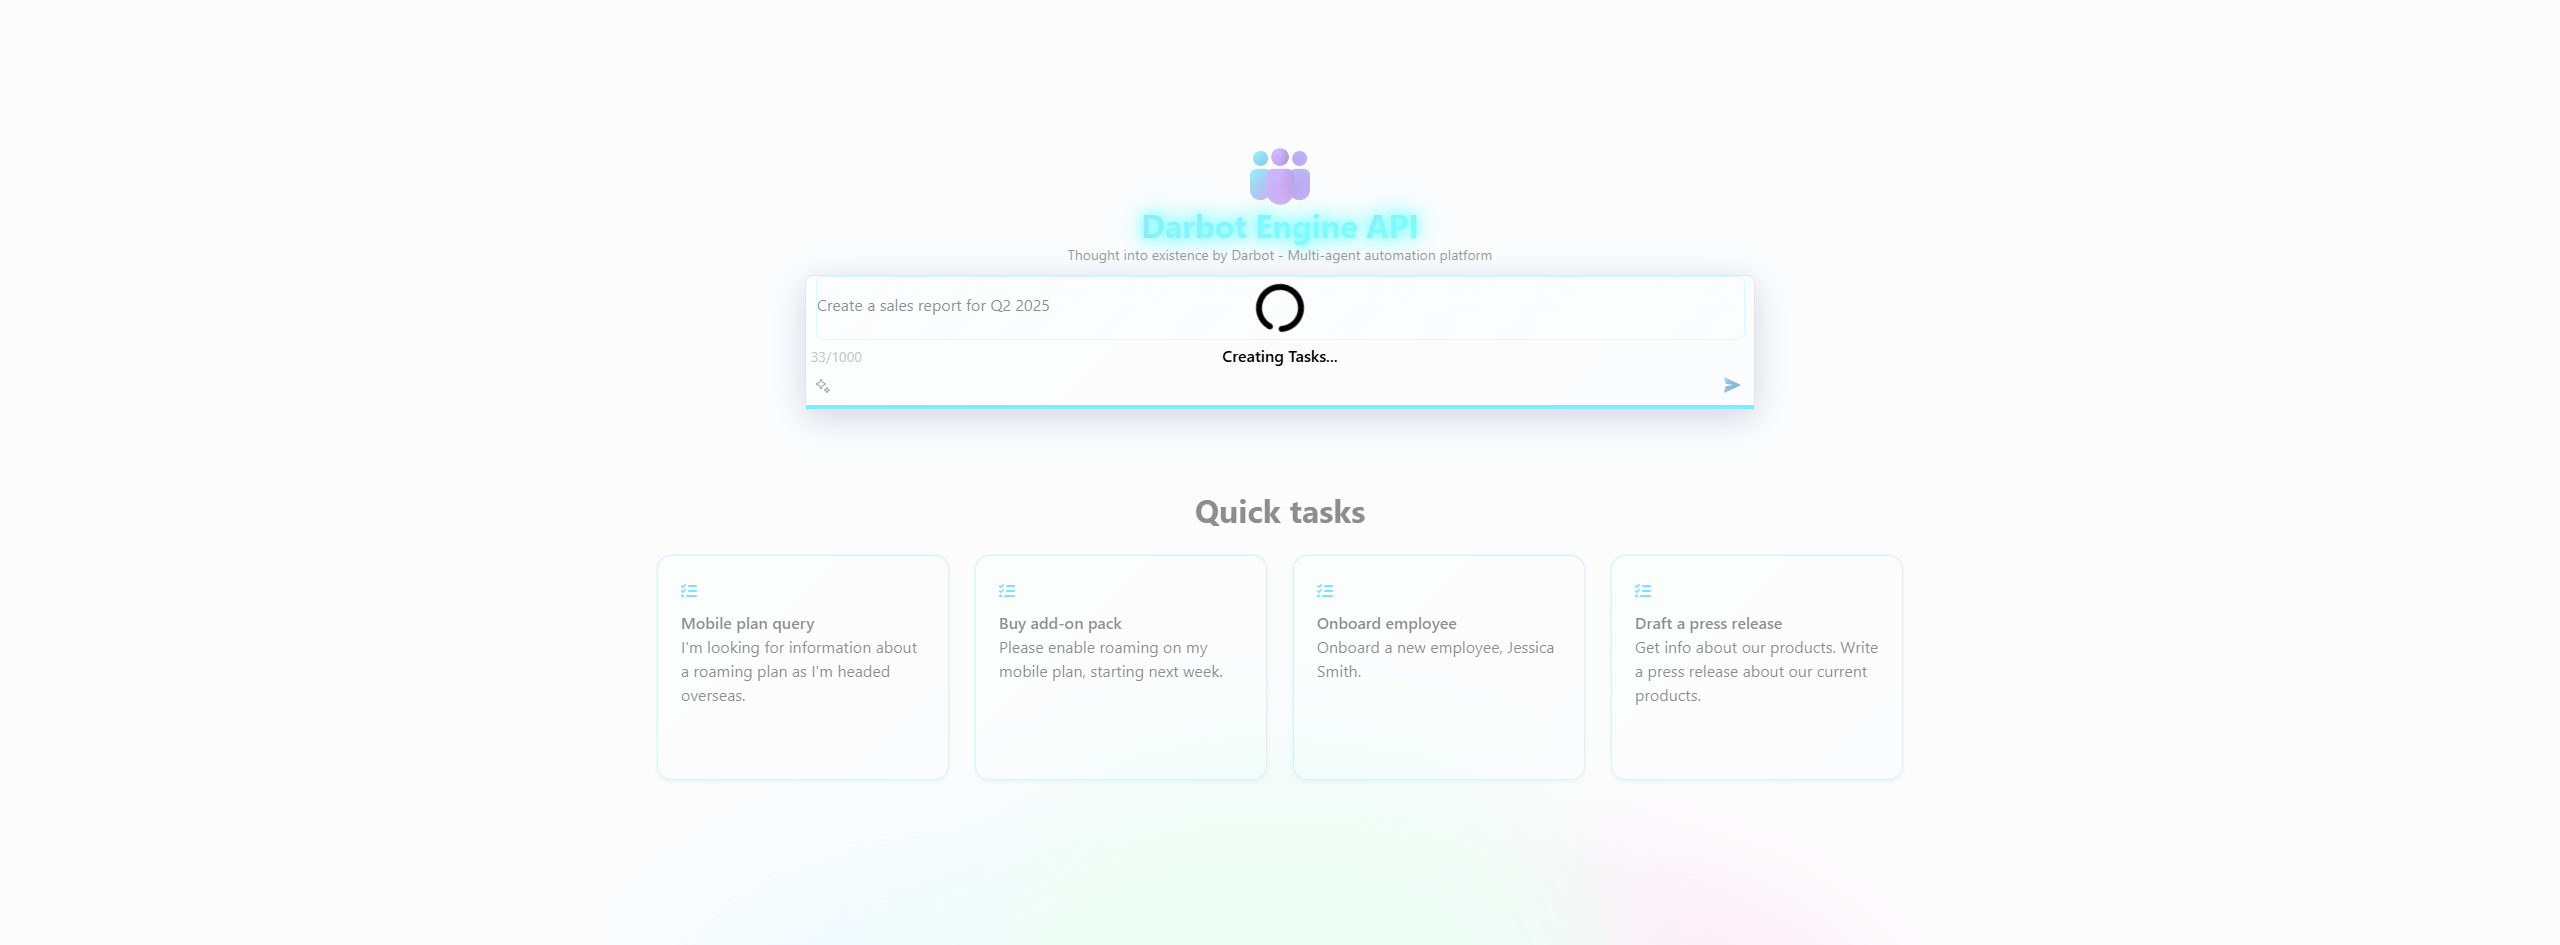 Darbot Engine API
Thought into existence by Darbot - Multi-agent automation platform
Create a sales report for Q2 2025
33/1000
Creating Tasks...
Quick tasks
Mobile plan query
I'm looking for information about
a roaming plan as I'm headed
overseas.
Buy add-on pack
Please enable roaming on my
mobile plan, starting next week.
Onboard employee
Onboard a new employee, Jessica
Smith.
Draft a press release
Get info about our products. Write
a press release about our current
products.